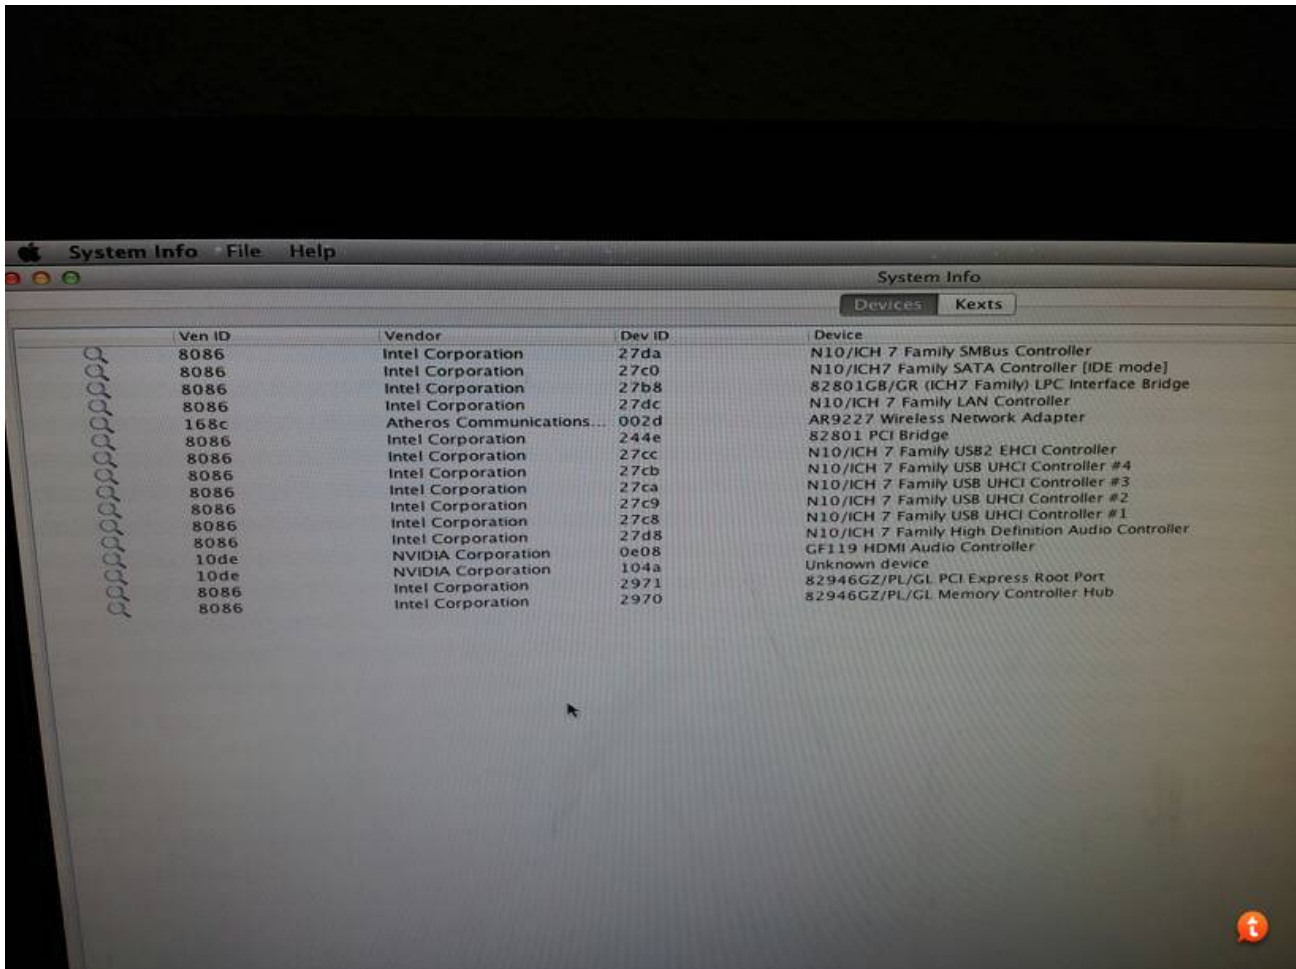 System Info File Help
System Info
Devices Kexts
Ven ID Vendor Dev ID Device
8086 Intel Corporation 27da N10/ICH 7 Family SMBus Controller
8086 Intel Corporation 27c0 N10/ICH7 Family SATA Controller [IDE mode]
8086 Intel Corporation 27b8 82801GB/GR (ICH7 Family) LPC Interface Bridge
8086 Intel Corporation 27dc N10/ICH 7 Family LAN Controller
168c Atheros Communications... 002d AR9227 Wireless Network Adapter
8086 Intel Corporation 244e 82801 PCI Bridge
8086 Intel Corporation 27cc N10/ICH 7 Family USB2 EHCI Controller
8086 Intel Corporation 27cb N10/ICH 7 Family USB UHCI Controller #4
8086 Intel Corporation 27ca N10/ICH 7 Family USB UHCI Controller #3
8086 Intel Corporation 27c9 N10/ICH 7 Family USB UHCI Controller #2
8086 Intel Corporation 27c8 N10/ICH 7 Family USB UHCI Controller #1
8086 Intel Corporation 27d8 N10/ICH 7 Family High Definition Audio Controller
10de NVIDIA Corporation 0e08 GF119 HDMI Audio Controller
10de NVIDIA Corporation 104a Unknown device
8086 Intel Corporation 2971 82946GZ/PL/GL PCI Express Root Port
8086 Intel Corporation 2970 82946GZ/PL/GL Memory Controller Hub
t